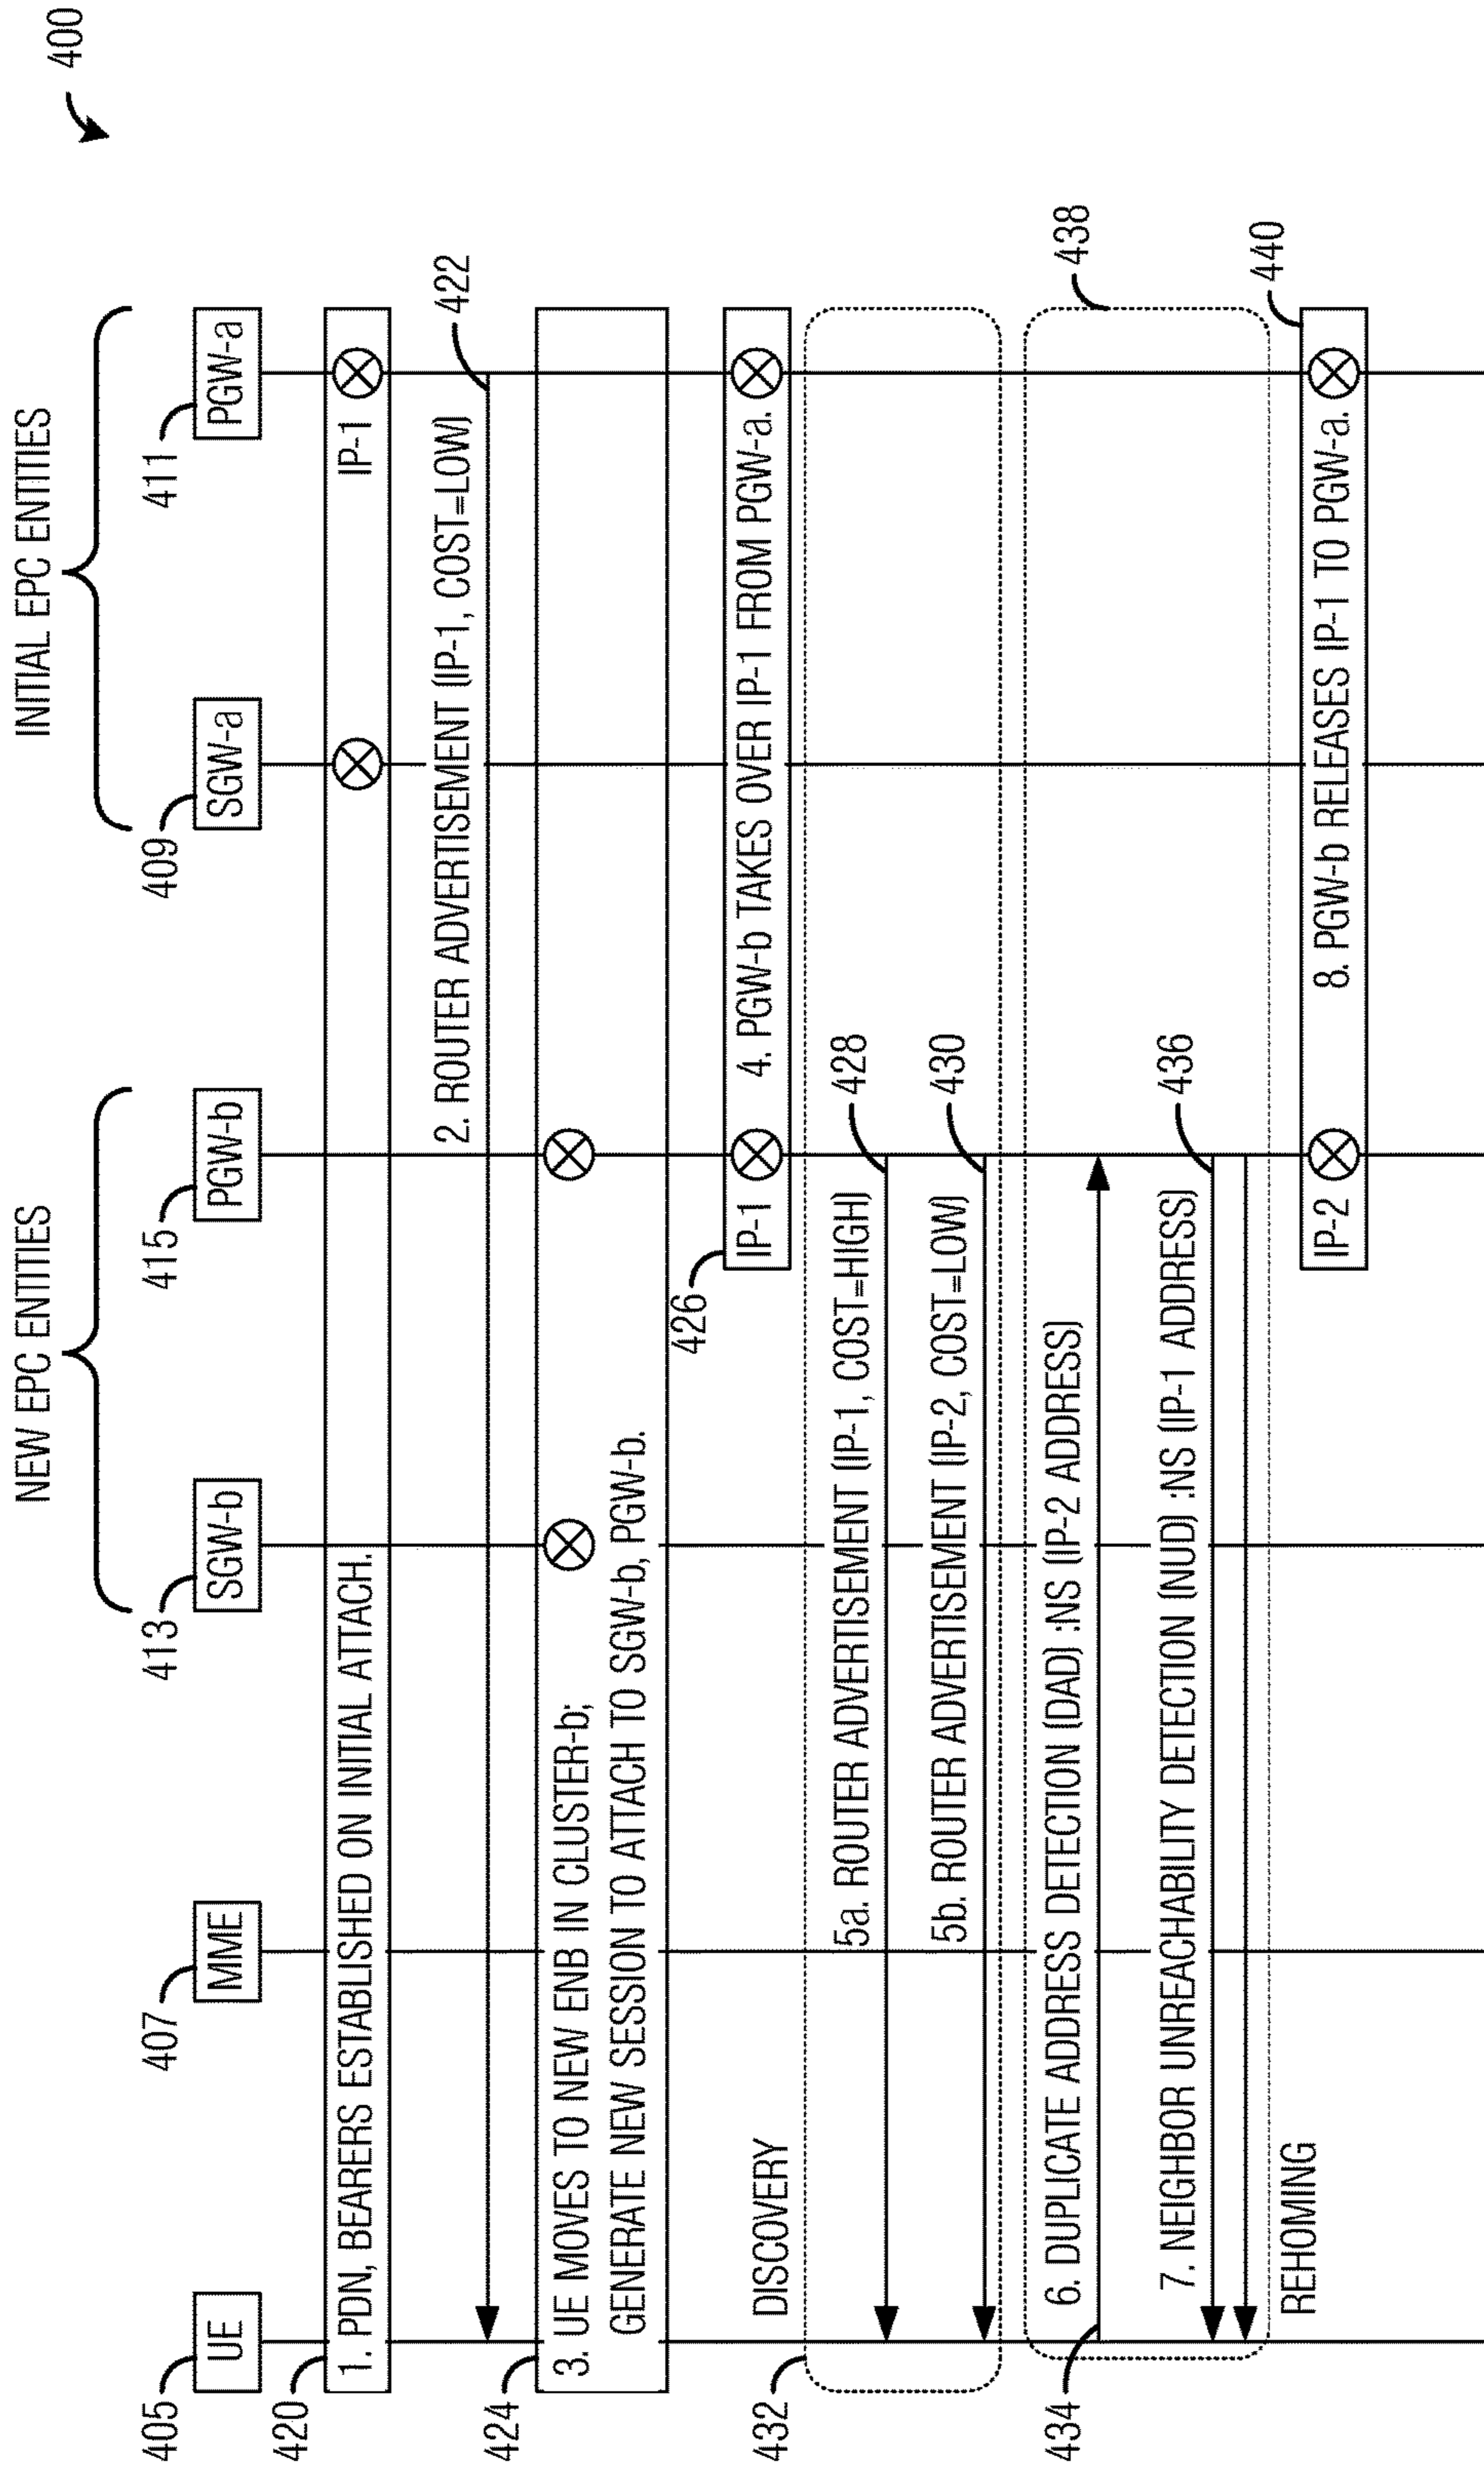 400
NEW EPC ENTITIES
INITIAL EPC ENTITIES
405
407
413
415
409
411
UE
MME
SGW-b
PGW-b
SGW-a
PGW-a
420
1. PDN, BEARERS ESTABLISHED ON INITIAL ATTACH.
IP-1
2. ROUTER ADVERTISEMENT (IP-1, COST=LOW)
422
424
3. UE MOVES TO NEW ENB IN CLUSTER-b;
GENERATE NEW SESSION TO ATTACH TO SGW-b, PGW-b.
426
IP-1
4. PGW-b TAKES OVER IP-1 FROM PGW-a.
DISCOVERY
432
5a. ROUTER ADVERTISEMENT (IP-1, COST=HIGH)
428
5b. ROUTER ADVERTISEMENT (IP-2, COST=LOW)
430
434
6. DUPLICATE ADDRESS DETECTION (DAD) :NS (IP-2 ADDRESS)
438
7. NEIGHBOR UNREACHABILITY DETECTION (NUD) :NS (IP-1 ADDRESS)
436
REHOMING
IP-2
8. PGW-b RELEASES IP-1 TO PGW-a.
440